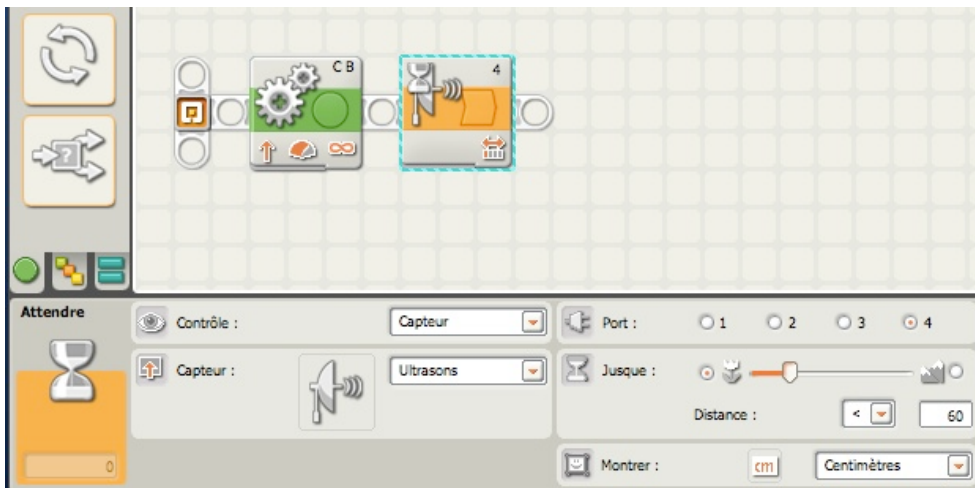 C B
4
Attendre
Contrôle :
Capteur
Port :
1
2
3
4
Capteur :
Ultrasons
Jusque :
Distance :
<
60
0
Montrer :
cm
Centimètres